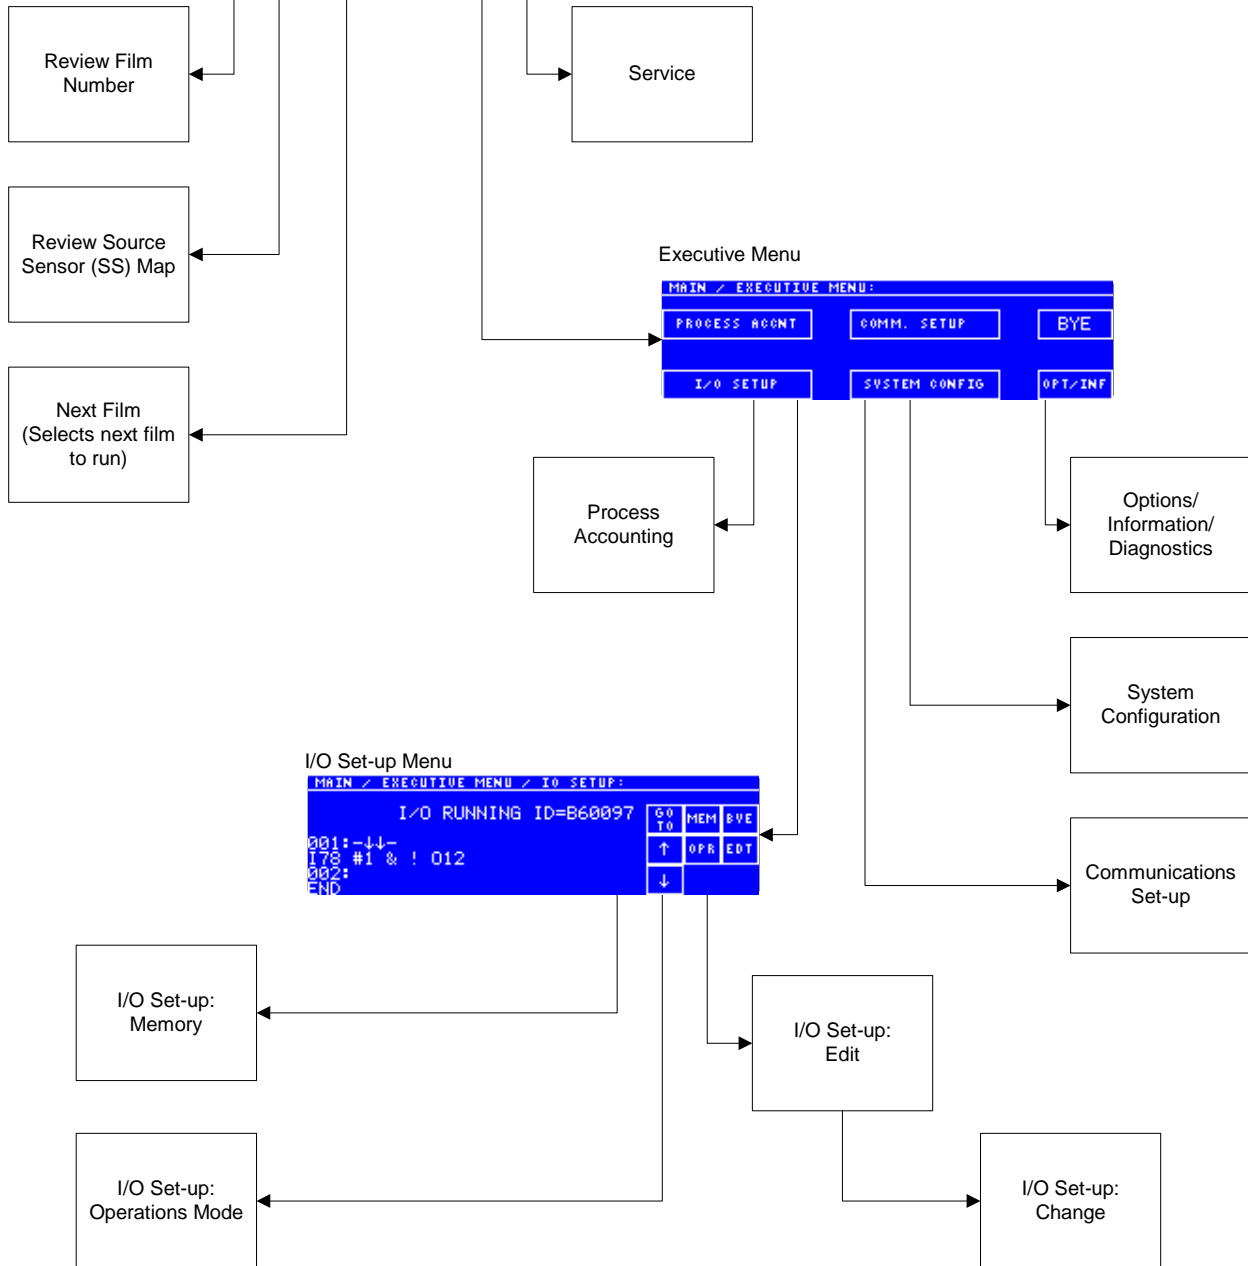 Review Film
Number
Service
Review Source
Sensor (SS) Map
Executive Menu
MAIN / EXECUTIVE MENU:
PROCESS ACCNT
COMM. SETUP
BYE
I/O SETUP
SYSTEM CONFIG
OPT/INF
Next Film
(Selects next film
to run)
Process
Accounting
Options/
Information/
Diagnostics
System
Configuration
I/O Set-up Menu
MAIN / EXECUTIVE MENU / IO SETUP:
I/O RUNNING ID=B60097
GO
TO
MEM
BYE
001:-↓↓-
I78 #1 & ! O12
002:
END
↑
OPR
EDT
↓
Communications
Set-up
I/O Set-up:
Memory
I/O Set-up:
Edit
I/O Set-up:
Operations Mode
I/O Set-up:
Change